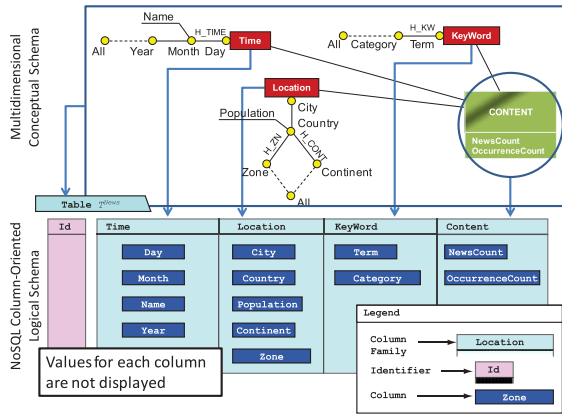 Multidimensional
Conceptual Schema
Name
H_TIME
Time
All
Year
Month
Day
H_KW
KeyWord
All
Category
Term
Location
City
Population
Country
H_ZN
H_CONT
Zone
Continent
All
CONTENT
NewsCount
OccurrenceCount
Table TNews
NoSQL Column-Oriented
Logical Schema
Id
Time
Location
KeyWord
Content
Day
City
Term
NewsCount
Month
Country
Category
OccurrenceCount
Name
Population
Year
Continent
Zone
Values for each column
are not displayed
Legend
Column
Family
Location
Identifier
Id
Column
Zone